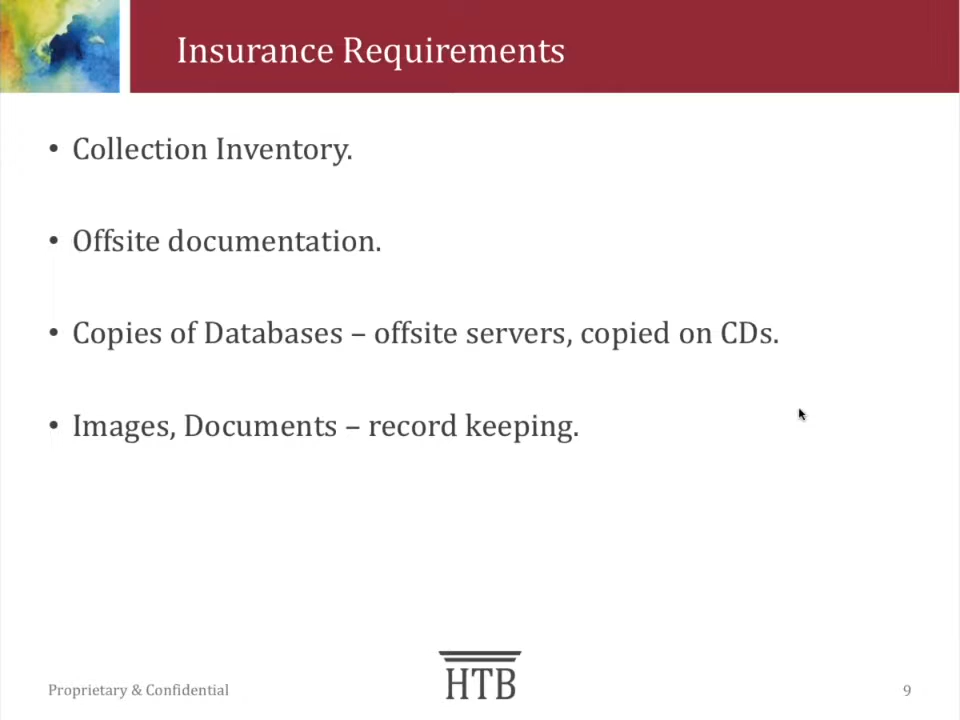 Insurance Requirements
• Collection Inventory.
• Offsite documentation.
• Copies of Databases – offsite servers, copied on CDs.
• Images, Documents – record keeping.
Proprietary & Confidential
HTB
9